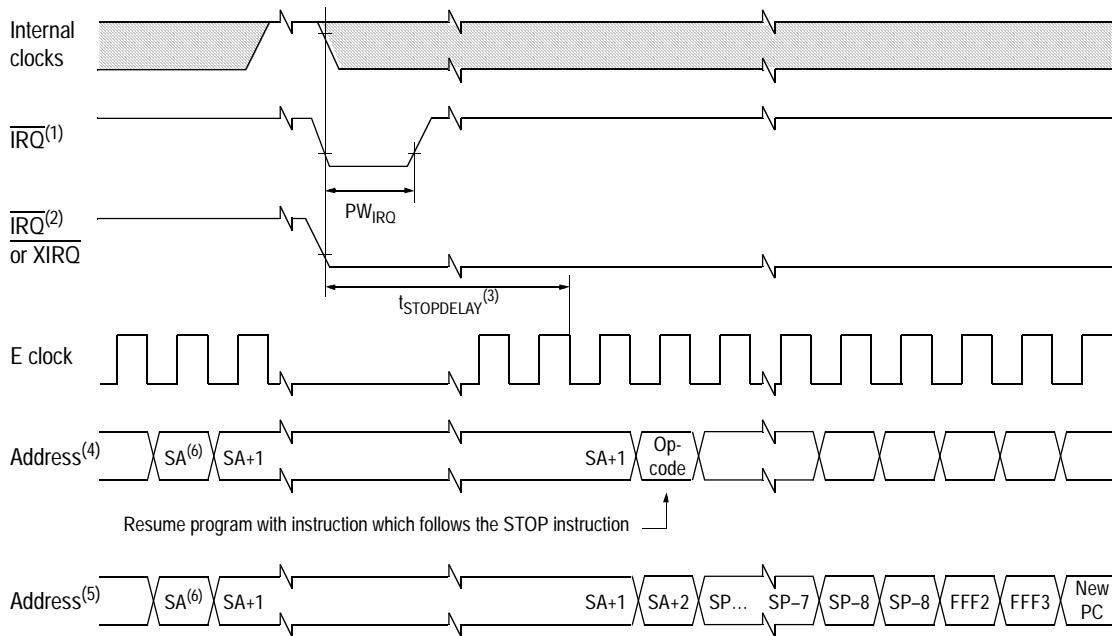 Internal
clocks
IRQ(1)
PW_IRQ
IRQ(2)
or XIRQ
t_STOPDELAY(3)
E clock
Address(4) SA(6) SA+1 SA+1 Op-
code
Resume program with instruction which follows the STOP instruction
Address(5) SA(6) SA+1 SA+1 SA+2 SP… SP–7 SP–8 SP–8 FFF2 FFF3 New
PC